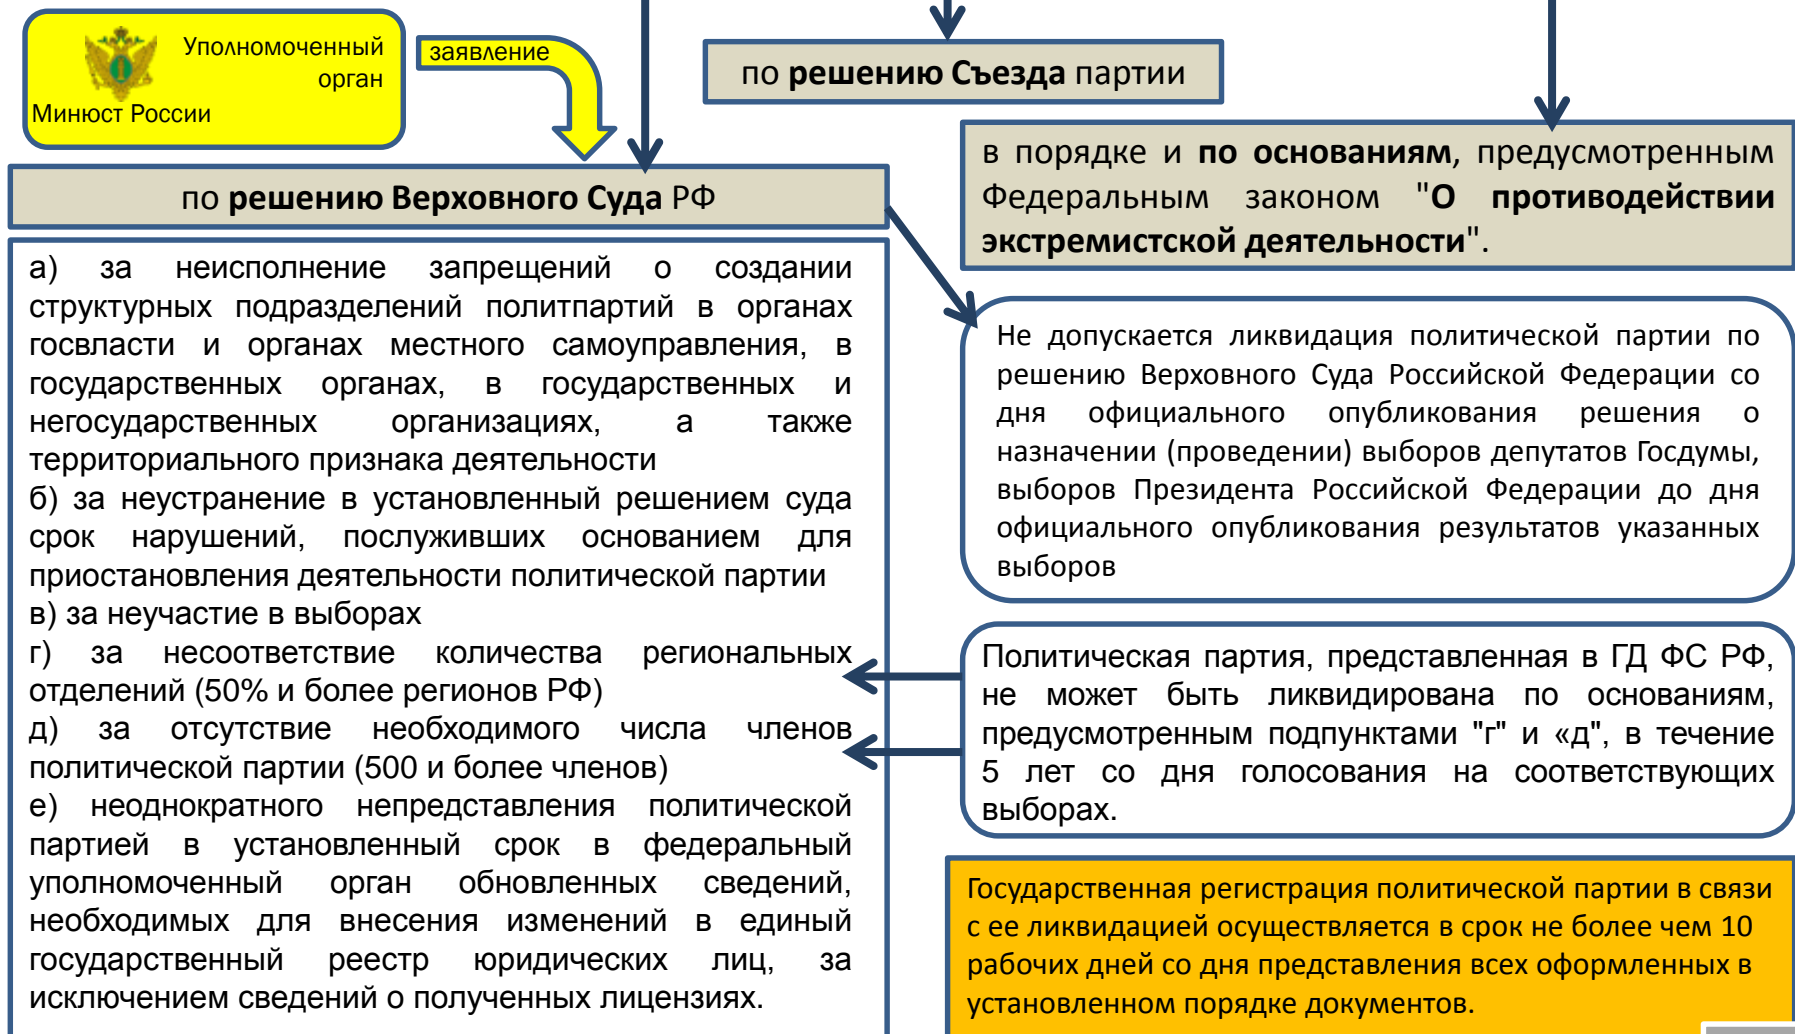 Уполномоченный
орган
Минюст России
заявление
по решению Съезда партии
по решению Верховного Суда РФ
в порядке и по основаниям, предусмотренным
Федеральным законом "О противодействии
экстремистской деятельности".
а) за неисполнение запрещений о создании
структурных подразделений политпартий в органах
госвласти и органах местного самоуправления, в
государственных органах, в государственных и
негосударственных организациях, а также
территориального признака деятельности
б) за неустранение в установленный решением суда
срок нарушений, послуживших основанием для
приостановления деятельности политической партии
в) за неучастие в выборах
г) за несоответствие количества региональных
отделений (50% и более регионов РФ)
д) за отсутствие необходимого числа членов
политической партии (500 и более членов)
е) неоднократного непредставления политической
партией в установленный срок в федеральный
уполномоченный орган обновленных сведений,
необходимых для внесения изменений в единый
государственный реестр юридических лиц, за
исключением сведений о полученных лицензиях.
Не допускается ликвидация политической партии по
решению Верховного Суда Российской Федерации со
дня официального опубликования решения о
назначении (проведении) выборов депутатов Госдумы,
выборов Президента Российской Федерации до дня
официального опубликования результатов указанных
выборов
Политическая партия, представленная в ГД ФС РФ,
не может быть ликвидирована по основаниям,
предусмотренным подпунктами "г" и «д", в течение
5 лет со дня голосования на соответствующих
выборах.
Государственная регистрация политической партии в связи
с ее ликвидацией осуществляется в срок не более чем 10
рабочих дней со дня представления всех оформленных в
установленном порядке документов.